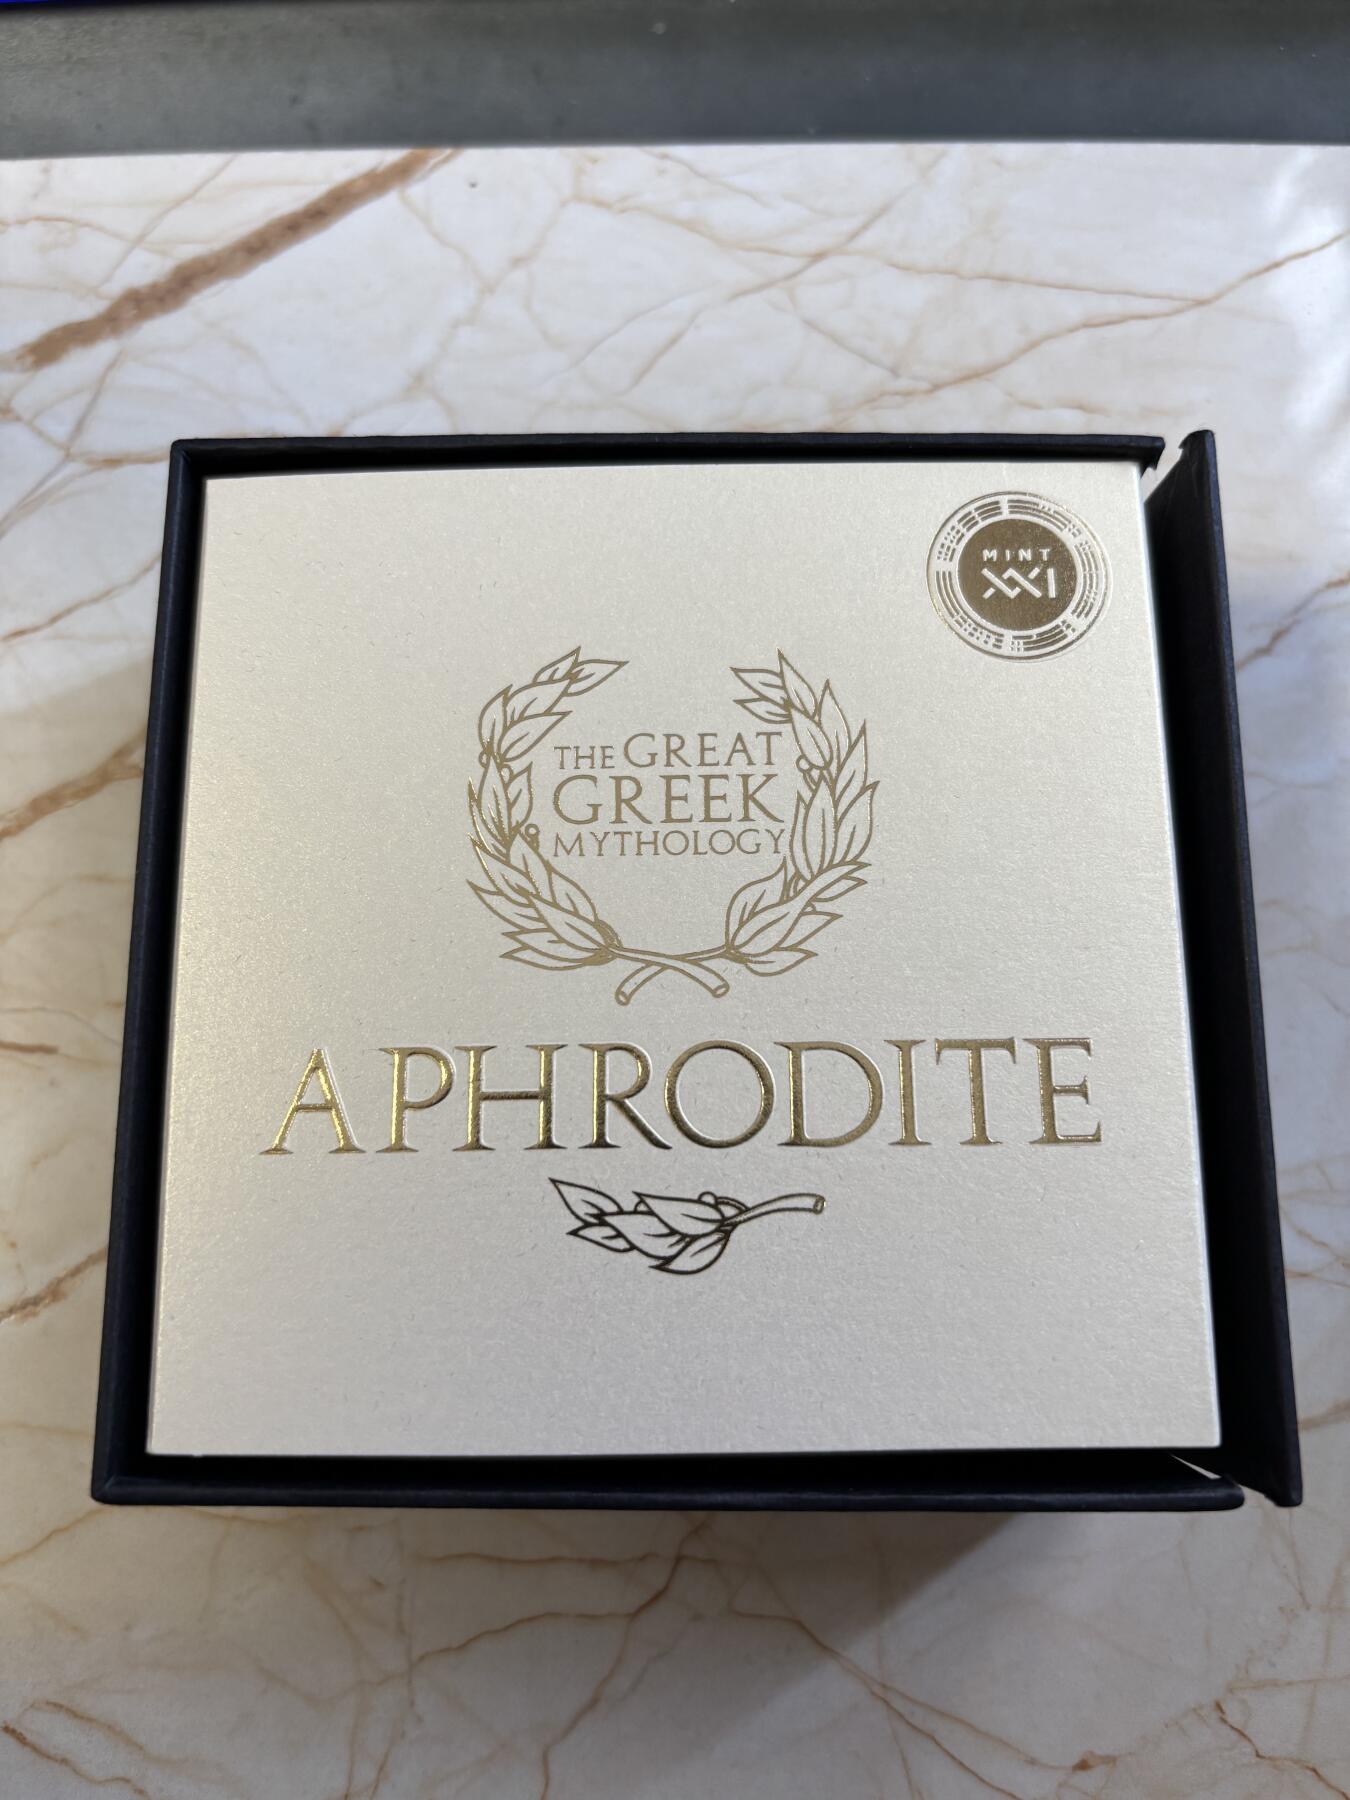 MINT
XXI
THE GREAT
GREEK
MYTHOLOGY
APHRODITE